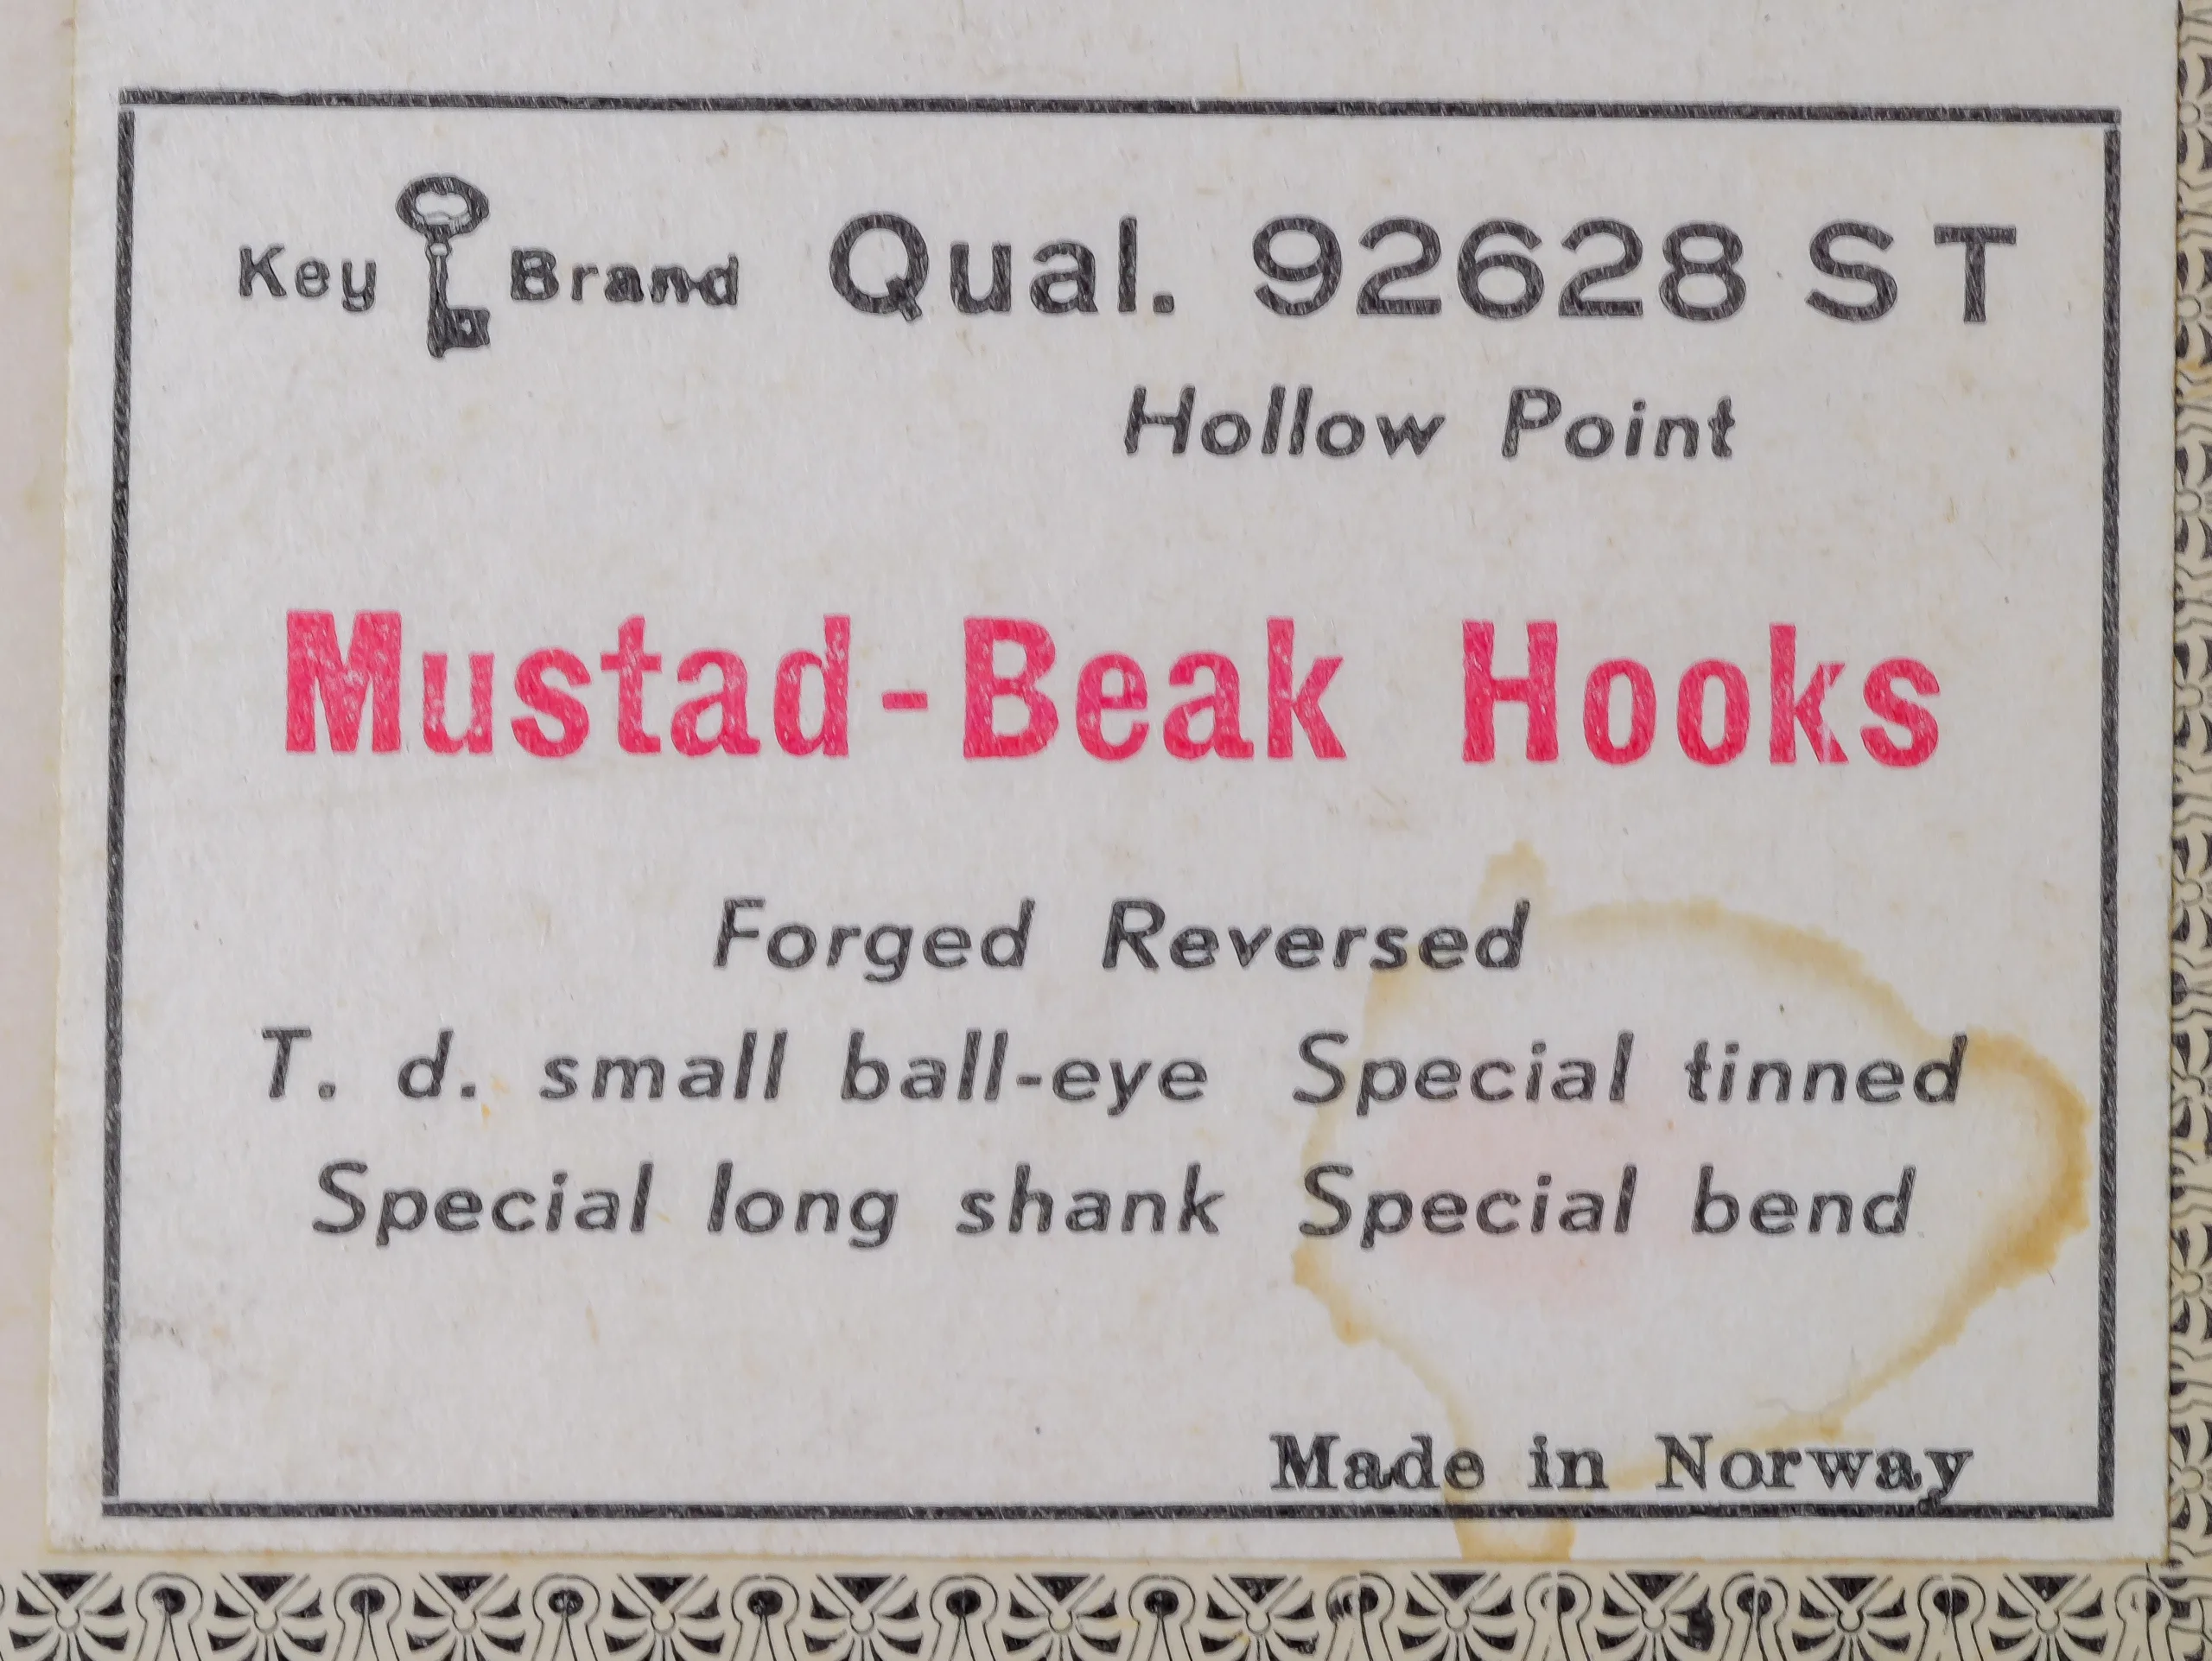 Key Brand Qual. 92628 ST
Hollow Point
Mustad-Beak Hooks
Forged Reversed
T. d. small ball-eye Special tinned
Special long shank Special bend
Made in Norway